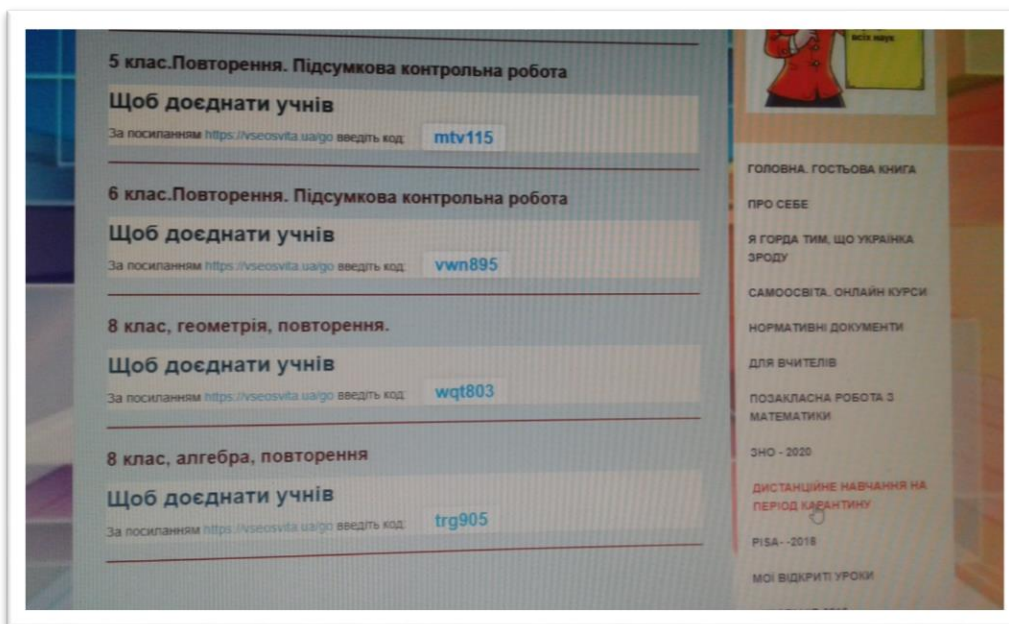 5 клас.Повторення. Підсумкова контрольна робота
Щоб доєднати учнів
За посиланням https://vseosvita.ua/go введіть код: mtv115
6 клас.Повторення. Підсумкова контрольна робота
Щоб доєднати учнів
За посиланням https://vseosvita.ua/go введіть код: vwn895
8 клас, геометрія, повторення.
Щоб доєднати учнів
За посиланням https://vseosvita.ua/go введіть код: wqt803
8 клас, алгебра, повторення
Щоб доєднати учнів
За посиланням https://vseosvita.ua/go введіть код: trg905
всіх наук
ГОЛОВНА. ГОСТЬОВА КНИГА
ПРО СЕБЕ
Я ГОРДА ТИМ, ЩО УКРАЇНКА
ЗРОДУ
САМООСВІТА. ОНЛАЙН КУРСИ
НОРМАТИВНІ ДОКУМЕНТИ
ДЛЯ ВЧИТЕЛІВ
ПОЗАКЛАСНА РОБОТА З
МАТЕМАТИКИ
ЗНО - 2020
ДИСТАНЦІЙНЕ НАВЧАННЯ НА
ПЕРІОД КАРАНТИНУ
PISA- -2018
МОЇ ВІДКРИТІ УРОКИ